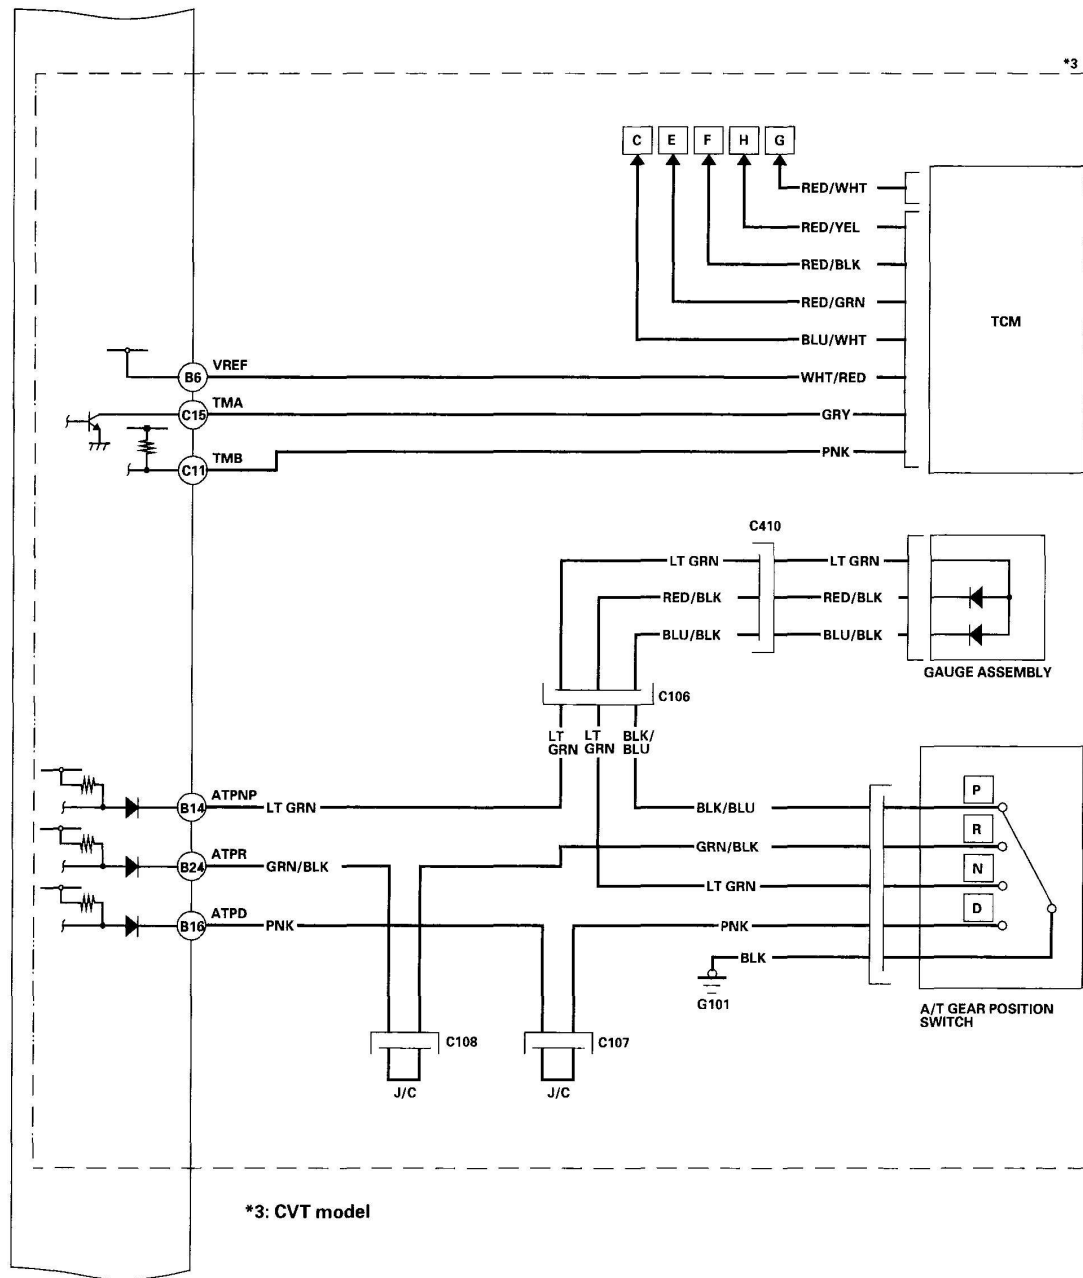 *3
C E F H G
RED/WHT
RED/YEL
RED/BLK
TCM
RED/GRN
BLU/WHT
VREF
B6 WHT/RED
TMA
C15 GRY
TMB
C11 PNK
C410
LT GRN LT GRN
RED/BLK RED/BLK
BLU/BLK BLU/BLK
GAUGE ASSEMBLY
C106
LT GRN
LT GRN
BLK/BLU
ATPNP
B14 LT GRN
BLK/BLU
P
ATPR
B24 GRN/BLK
GRN/BLK
R
LT GRN
N
ATPD
B16 PNK
PNK
D
BLK
G101
A/T GEAR POSITION
SWITCH
C108
C107
J/C
J/C
*3: CVT model